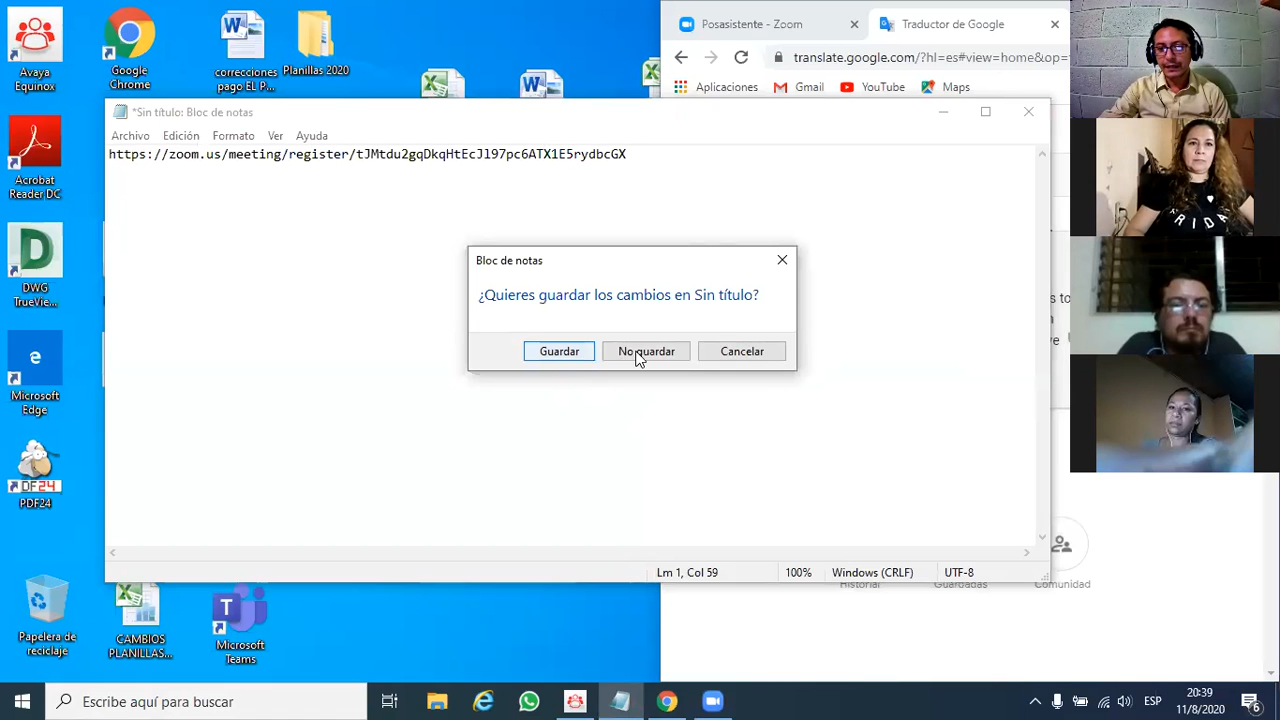 Avaya
Equinox
Google
Chrome
correcciones
pago EL P...
Planillas 2020
Posasistente - Zoom
Traductor de Google
translate.google.com/?hl=es#view=home&op=
Aplicaciones
Gmail
YouTube
Maps
*Sin título: Bloc de notas
Archivo Edición Formato Ver Ayuda
https://zoom.us/meeting/register/tJMtdu2gqDkqHtEcJl97pc6ATX1E5rydbcGX
Acrobat
Reader DC
FRIDA
Bloc de notas
¿Quieres guardar los cambios en Sin título?
Guardar
No guardar
Cancelar
DWG
TrueVie...
Microsoft
Edge
PDF24
Lm 1, Col 59
100%
Windows (CRLF)
UTF-8
Historial
Guardadas
Comunidad
Papelera de
reciclaje
CAMBIOS
PLANILLAS...
Microsoft
Teams
Escribe aquí para buscar
ESP
20:39
11/8/2020
6